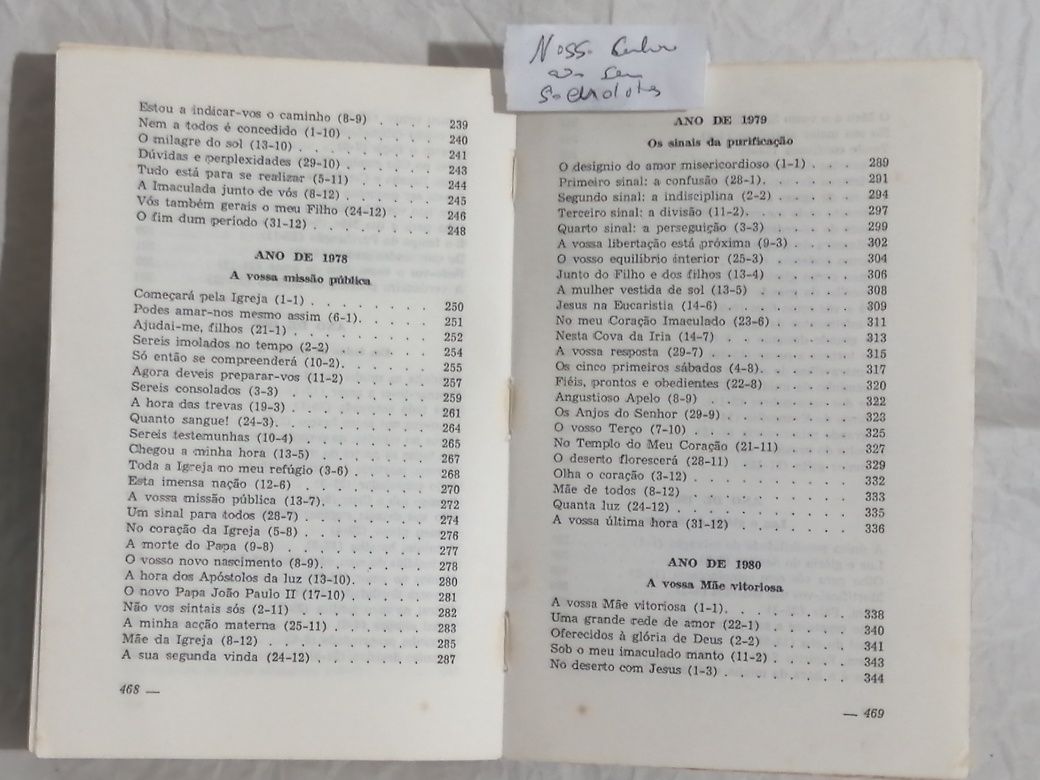 Nossa Senhora
aos seus
Sacerdotes
Estou a indicar-vos o caminho (8-9) . . . . 239
Nem a todos é concedido (1-10) . . . . . 240
O milagre do sol (13-10) . . . . . . . . 241
Dúvidas e perplexidades (29-10) . . . . . 243
Tudo está para se realizar (5-11) . . . . . 244
A Imaculada junto de vós (8-12) . . . . . 245
Vós também gerais o meu Filho (24-12) . . . 246
O fim dum período (31-12) . . . . . . . 248
ANO DE 1978
A vossa missão pública
Começará pela Igreja (1-1) . . . . . . . 250
Podes amar-nos mesmo assim (6-1). . . . . 251
Ajudai-me, filhos (21-1) . . . . . . . . 252
Sereis imolados no tempo (2-2) . . . . . . 254
Só então se compreenderá (10-2). . . . . . 255
Agora deveis preparar-vos (11-2) . . . . . 257
Sereis consolados (3-3) . . . . . . . . 259
A hora das trevas (19-3) . . . . . . . . 261
Quanto sangue! (24-3). . . . . . . . . 264
Sereis testemunhas (10-4) . . . . . . . 265
Chegou a minha hora (13-5) . . . . . . . 267
Toda a Igreja no meu refúgio (3-6) . . . . . 268
Esta imensa nação (12-6) . . . . . . . . 270
A vossa missão pública (13-7). . . . . . . 272
Um sinal para todos (28-7) . . . . . . . 274
No coração da Igreja (5-8) . . . . . . . 276
A morte do Papa (9-8) . . . . . . . . . 277
O vosso novo nascimento (8-9). . . . . . . 278
A hora dos Apóstolos da luz (13-10). . . . . 280
O novo Papa João Paulo II (17-10) . . . . . 281
Não vos sintais sós (2-11) . . . . . . . . 282
A minha acção materna (25-11) . . . . . . 283
Mãe da Igreja (8-12) . . . . . . . . . 285
A sua segunda vinda (24-12) . . . . . . . 287
468 —
ANO DE 1979
Os sinais da purificação
O desígnio do amor misericordioso (1-1) . . . 289
Primeiro sinal: a confusão (28-1). . . . . . 291
Segundo sinal: a indisciplina (2-2) . . . . . 294
Terceiro sinal: a divisão (11-2). . . . . . . 297
Quarto sinal: a perseguição (3-3) . . . . . 299
A vossa libertação está próxima (9-3) . . . . 302
O vosso equilíbrio interior (25-3) . . . . . 304
Junto do Filho e dos filhos (13-4) . . . . . 306
A mulher vestida de sol (13-5) . . . . . . 308
Jesus na Eucaristia (14-6) . . . . . . . . 309
No meu Coração Imaculado (23-6) . . . . . 311
Nesta Cova da Iria (14-7) . . . . . . . . 313
A vossa resposta (29-7) . . . . . . . . 315
Os cinco primeiros sábados (4-8). . . . . . 317
Fiéis, prontos e obedientes (22-8) . . . . . 320
Angustioso Apelo (8-9) . . . . . . . . . 322
Os Anjos do Senhor (29-9) . . . . . . . 323
O vosso Terço (7-10) . . . . . . . . . 325
No Templo do Meu Coração (21-11) . . . . . 327
O deserto florescerá (28-11) . . . . . . . 329
Olha o coração (3-12) . . . . . . . . . 332
Mãe de todos (8-12) . . . . . . . . . 333
Quanta luz (24-12) . . . . . . . . . . 335
A vossa última hora (31-12) . . . . . . . 336
ANO DE 1980
A vossa Mãe vitoriosa
A vossa Mãe vitoriosa (1-1). . . . . . . . 338
Uma grande rede de amor (22-1) . . . . . . 340
Oferecidos à glória de Deus (2-2) . . . . . 341
Sob o meu imaculado manto (11-2) . . . . . 343
No deserto com Jesus (1-3) . . . . . . . 344
— 469